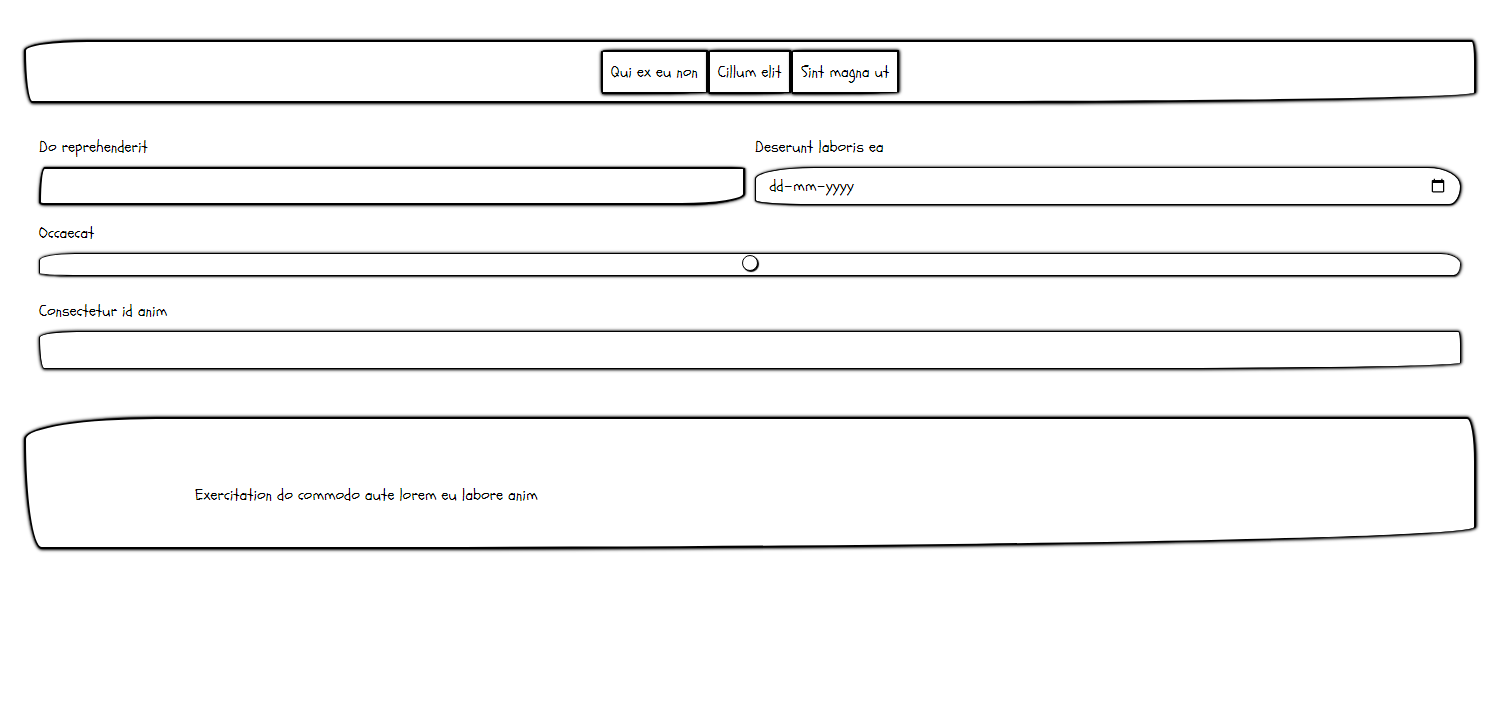 Qui ex eu non Cillum elit Sint magna ut
Do reprehenderit
Deserunt laboris ea
dd-mm-yyyy
Occaecat
Consectetur id anim
Exercitation do commodo aute lorem eu labore anim